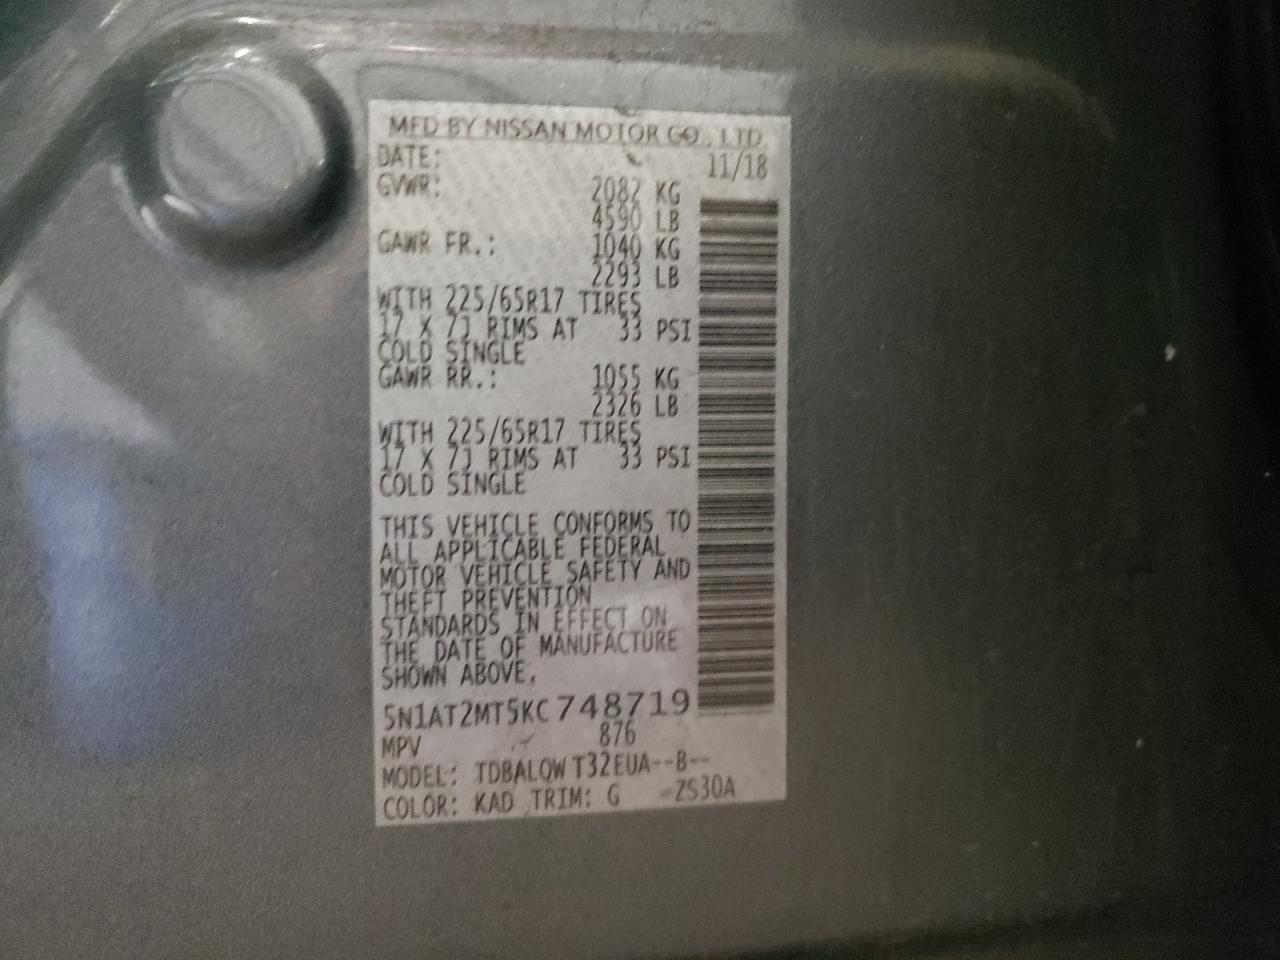 MFD BY NISSAN MOTOR CO., LTD.
DATE: 11/18
GVWR: 2082 KG
4590 LB
GAWR FR.: 1040 KG
2293 LB
WITH 225/65R17 TIRES
17 X 7J RIMS AT 33 PSI
COLD SINGLE
GAWR RR.: 1055 KG
2326 LB
WITH 225/65R17 TIRES
17 X 7J RIMS AT 33 PSI
COLD SINGLE
THIS VEHICLE CONFORMS TO
ALL APPLICABLE FEDERAL
MOTOR VEHICLE SAFETY AND
THEFT PREVENTION
STANDARDS IN EFFECT ON
THE DATE OF MANUFACTURE
SHOWN ABOVE.
5N1AT2MT5KC748719
MPV 876
MODEL: TDBALQW T32EUA--B--
COLOR: KAD TRIM: G -ZS30A